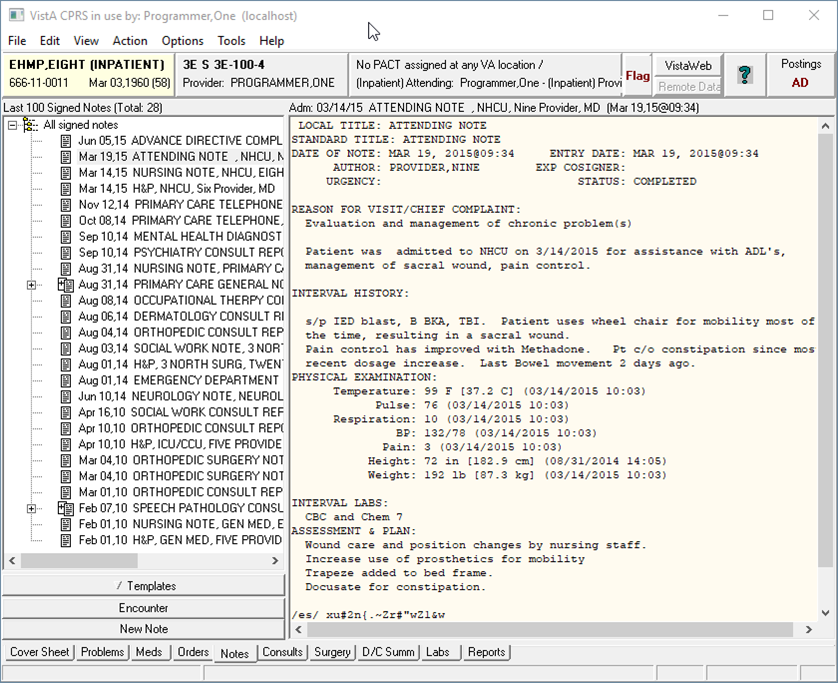 VistA CPRS in use by: Programmer,One (localhost)
File Edit View Action Options Tools Help
EHMP,EIGHT (INPATIENT)
666-11-0011 Mar 03,1960 (58)
3E S 3E-100-4
Provider: PROGRAMMER,ONE
No PACT assigned at any VA location /
(Inpatient) Attending: Programmer,One - (Inpatient) Provi
Flag
VistaWeb
Remote Data
?
Postings
AD
Last 100 Signed Notes (Total: 28)
Adm: 03/14/15 ATTENDING NOTE , NHCU, Nine Provider, MD (Mar 19,15@09:34)
All signed notes
Jun 05,15 ADVANCE DIRECTIVE COMPL
Mar 19,15 ATTENDING NOTE , NHCU, N
Mar 14,15 NURSING NOTE, NHCU, EIGH
Mar 14,15 H&P, NHCU, Six Provider, MD
Nov 12,14 PRIMARY CARE TELEPHONE
Oct 08,14 PRIMARY CARE TELEPHONE,
Sep 10,14 MENTAL HEALTH DIAGNOST
Sep 10,14 PSYCHIATRY CONSULT REPO
Aug 31,14 NURSING NOTE, PRIMARY CA
Aug 31,14 PRIMARY CARE GENERAL NO
Aug 08,14 OCCUPATIONAL THERPY CO
Aug 06,14 DERMATOLOGY CONSULT R
Aug 04,14 ORTHOPEDIC CONSULT REP
Aug 03,14 SOCIAL WORK NOTE, 3 NORT
Aug 01,14 H&P, 3 NORTH SURG, TWEN
Aug 01,14 EMERGENCY DEPARTMENT
Jun 10,14 NEUROLOGY NOTE, NEUROL
Apr 16,10 SOCIAL WORK CONSULT REP
Apr 10,10 ORTHOPEDIC CONSULT REP
Apr 10,10 H&P, ICU/CCU, FIVE PROVIDE
Mar 04,10 ORTHOPEDIC SURGERY NOT
Mar 04,10 ORTHOPEDIC SURGERY NOT
Mar 01,10 ORTHOPEDIC CONSULT REP
Feb 07,10 SPEECH PATHOLOGY CONSU
Feb 01,10 NURSING NOTE, GEN MED, E
Feb 01,10 H&P, GEN MED, FIVE PROVID
/ Templates
Encounter
New Note
LOCAL TITLE: ATTENDING NOTE
STANDARD TITLE: ATTENDING NOTE
DATE OF NOTE: MAR 19, 2015@09:34 ENTRY DATE: MAR 19, 2015@09:34
AUTHOR: PROVIDER,NINE EXP COSIGNER:
URGENCY: STATUS: COMPLETED
REASON FOR VISIT/CHIEF COMPLAINT:
Evaluation and management of chronic problem(s)
Patient was admitted to NHCU on 3/14/2015 for assistance with ADL's,
management of sacral wound, pain control.
INTERVAL HISTORY:
s/p IED blast, B BKA, TBI. Patient uses wheel chair for mobility most of
the time, resulting in a sacral wound.
Pain control has improved with Methadone. Pt c/o constipation since mos
recent dosage increase. Last Bowel movement 2 days ago.
PHYSICAL EXAMINATION:
Temperature: 99 F [37.2 C] (03/14/2015 10:03)
Pulse: 76 (03/14/2015 10:03)
Respiration: 10 (03/14/2015 10:03)
BP: 132/78 (03/14/2015 10:03)
Pain: 3 (03/14/2015 10:03)
Height: 72 in [182.9 cm] (08/31/2014 14:05)
Weight: 192 lb [87.3 kg] (03/14/2015 10:03)
INTERVAL LABS:
CBC and Chem 7
ASSESSMENT & PLAN:
Wound care and position changes by nursing staff.
Increase use of prosthetics for mobility
Trapeze added to bed frame.
Docusate for constipation.
/es/ xu#2n{.~Zr#"wZl&w
Cover Sheet Problems Meds Orders Notes Consults Surgery D/C Summ Labs Reports